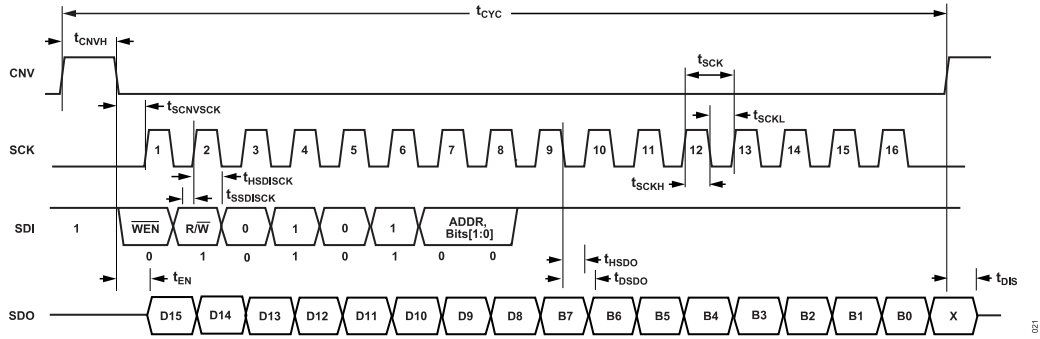 tCYC
tCNVH
CNV
tSCK
tSCNVSCK
tSCKL
SCK 1 2 3 4 5 6 7 8 9 10 11 12 13 14 15 16
tHSDISCK
tSCKH
tSSDISCK
SDI 1 WEN R/W 0 1 0 1 ADDR,
Bits[1:0]
0 1 0 1 0 1 0 0
tHSDO
tEN
tDSDO
tDIS
SDO D15 D14 D13 D12 D11 D10 D9 D8 B7 B6 B5 B4 B3 B2 B1 B0 X
021